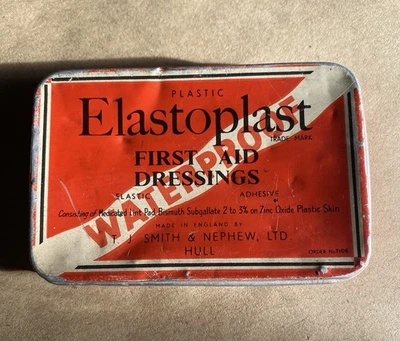 PLASTIC
Elastoplast
TRADE MARK
WATERPROOF
FIRST AID
DRESSINGS
ELASTIC ADHESIVE
Consisting of Medicated Lint Pad Bismuth Subgallate 2 to 3% on Zinc Oxide Plastic Skin
MADE IN ENGLAND BY
T. J. SMITH & NEPHEW, LTD.
HULL